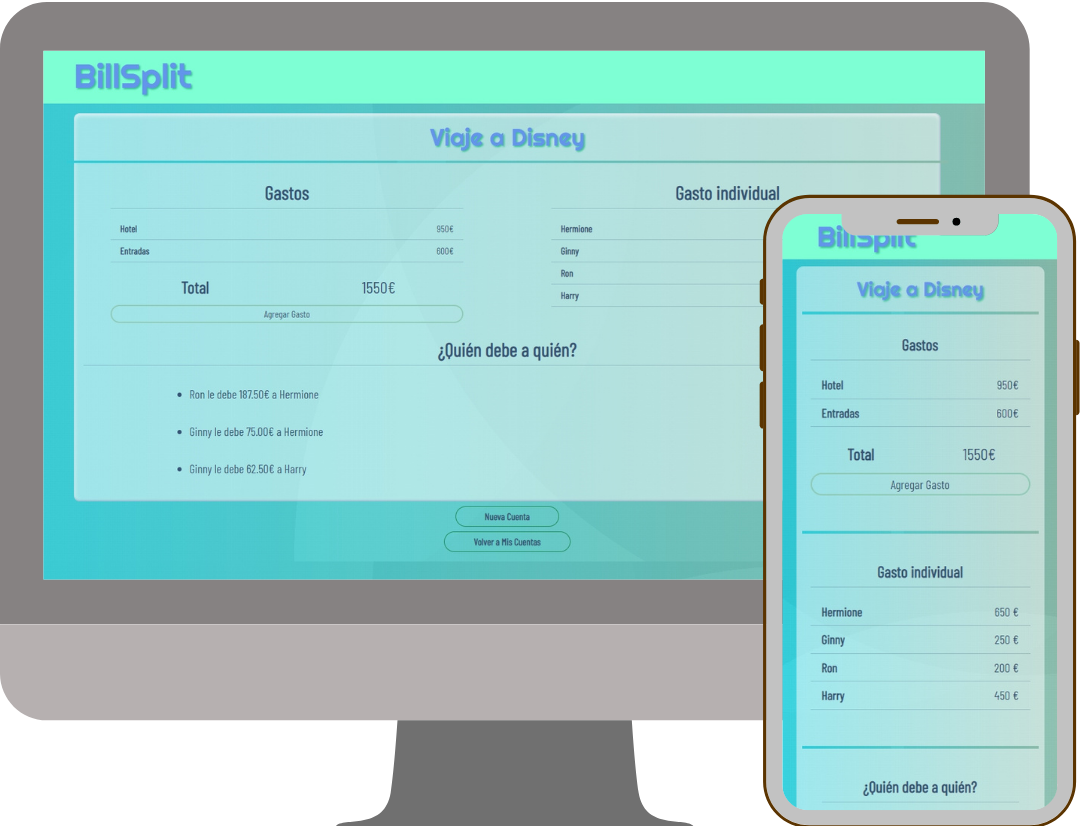 BillSplit
Viaje a Disney
Gastos
Hotel 950€
Entradas 600€
Total 1550€
Agregar Gasto
Gasto individual
Hermione
Ginny
Ron
Harry
¿Quién debe a quién?
• Ron le debe 187.50€ a Hermione
• Ginny le debe 75.00€ a Hermione
• Ginny le debe 62.50€ a Harry
Nueva Cuenta
Volver a Mis Cuentas
BillSplit
Viaje a Disney
Gastos
Hotel 950€
Entradas 600€
Total 1550€
Agregar Gasto
Gasto individual
Hermione 650 €
Ginny 250 €
Ron 200 €
Harry 450 €
¿Quién debe a quién?